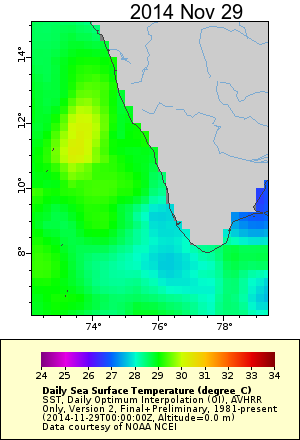 2014 Nov 29
14°
12°
10°
8°
74° 76° 78°
24 25 26 27 28 29 30 31 32 33 34
Daily Sea Surface Temperature (degree_C)
SST, Daily Optimum Interpolation (OI), AVHRR
Only, Version 2, Final+Preliminary, 1981-present
(2014-11-29T00:00:00Z, Altitude=0.0 m)
Data courtesy of NOAA NCEI